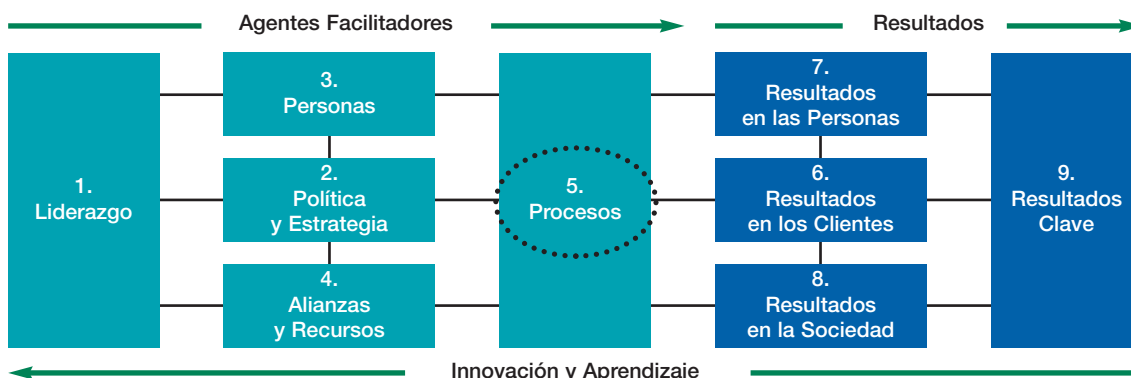 Agentes Facilitadores
Resultados
1.
Liderazgo
3.
Personas
2.
Política
y Estrategia
4.
Alianzas
y Recursos
5.
Procesos
7.
Resultados
en las Personas
6.
Resultados
en los Clientes
8.
Resultados
en la Sociedad
9.
Resultados
Clave
Innovación y Aprendizaje